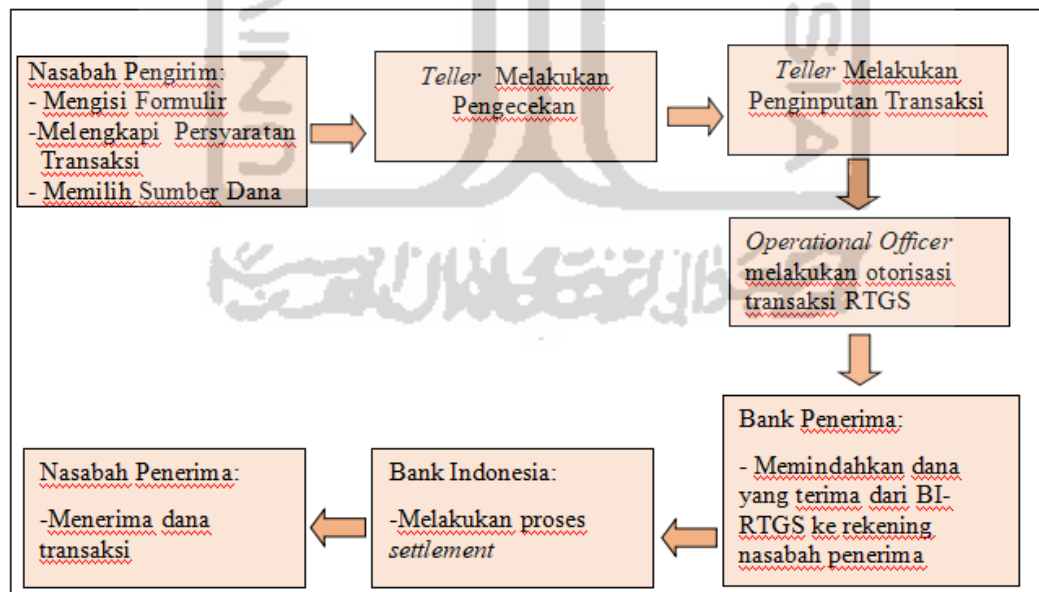 Nasabah Pengirim:
- Mengisi Formulir
-Melengkapi Persyaratan
Transaksi
- Memilih Sumber Dana
Teller Melakukan
Pengecekan
Teller Melakukan
Penginputan Transaksi
Operational Officer
melakukan otorisasi
transaksi RTGS
Bank Penerima:
- Memindahkan dana
yang terima dari BI-
RTGS ke rekening
nasabah penerima
Bank Indonesia:
-Melakukan proses
settlement
Nasabah Penerima:
-Menerima dana
transaksi